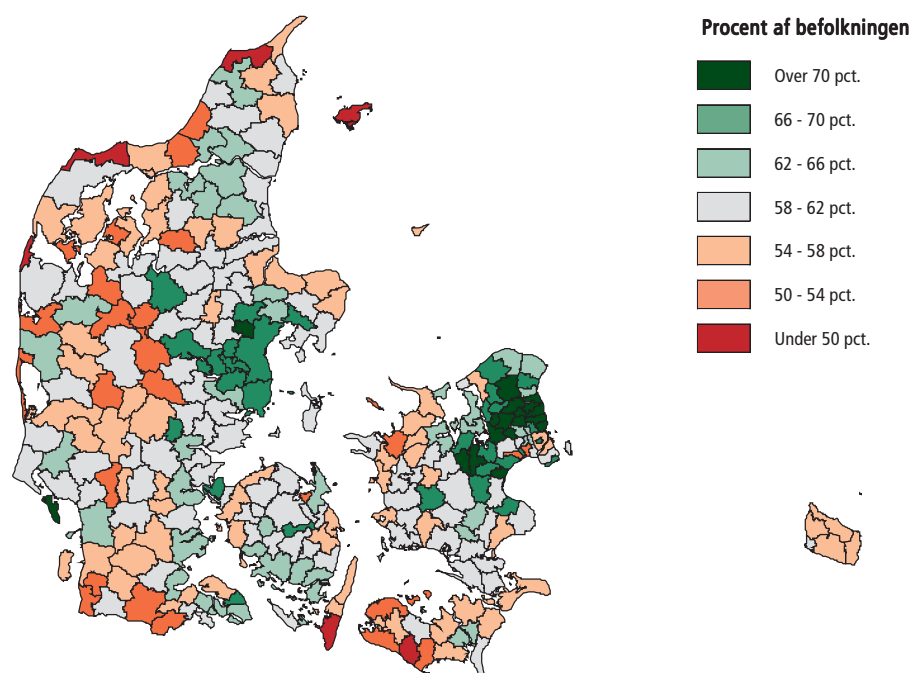 Procent af befolkningen
Over 70 pct.
66 - 70 pct.
62 - 66 pct.
58 - 62 pct.
54 - 58 pct.
50 - 54 pct.
Under 50 pct.